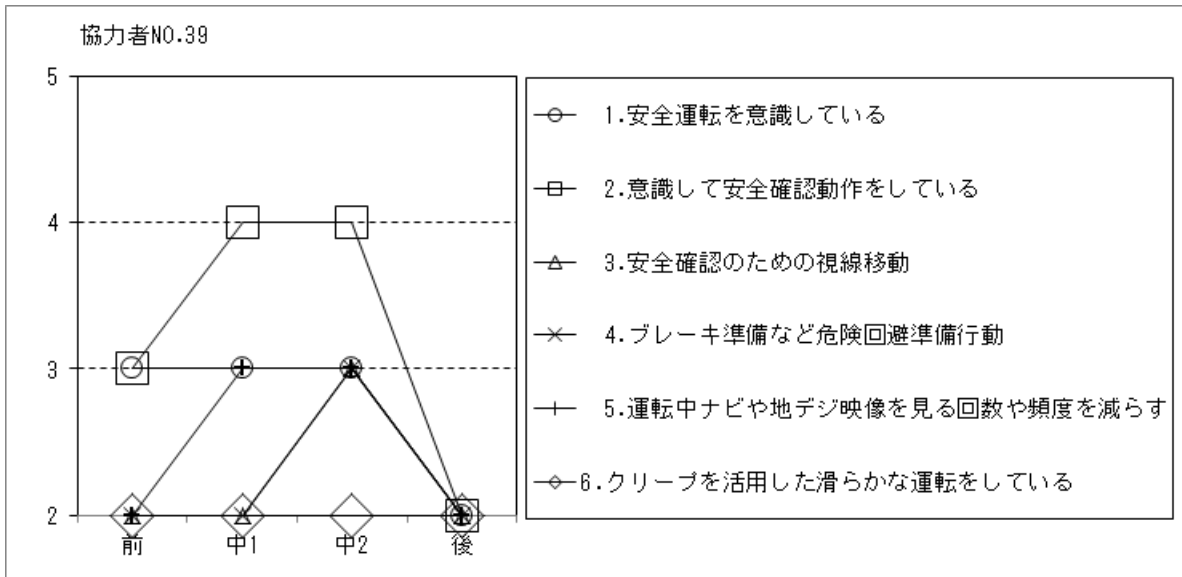 協力者NO.39
5
4
3
2
前 中1 中2 後
1.安全運転を意識している
2.意識して安全確認動作をしている
3.安全確認のための視線移動
4.ブレーキ準備など危険回避準備行動
5.運転中ナビや地デジ映像を見る回数や頻度を減らす
6.クリープを活用した滑らかな運転をしている